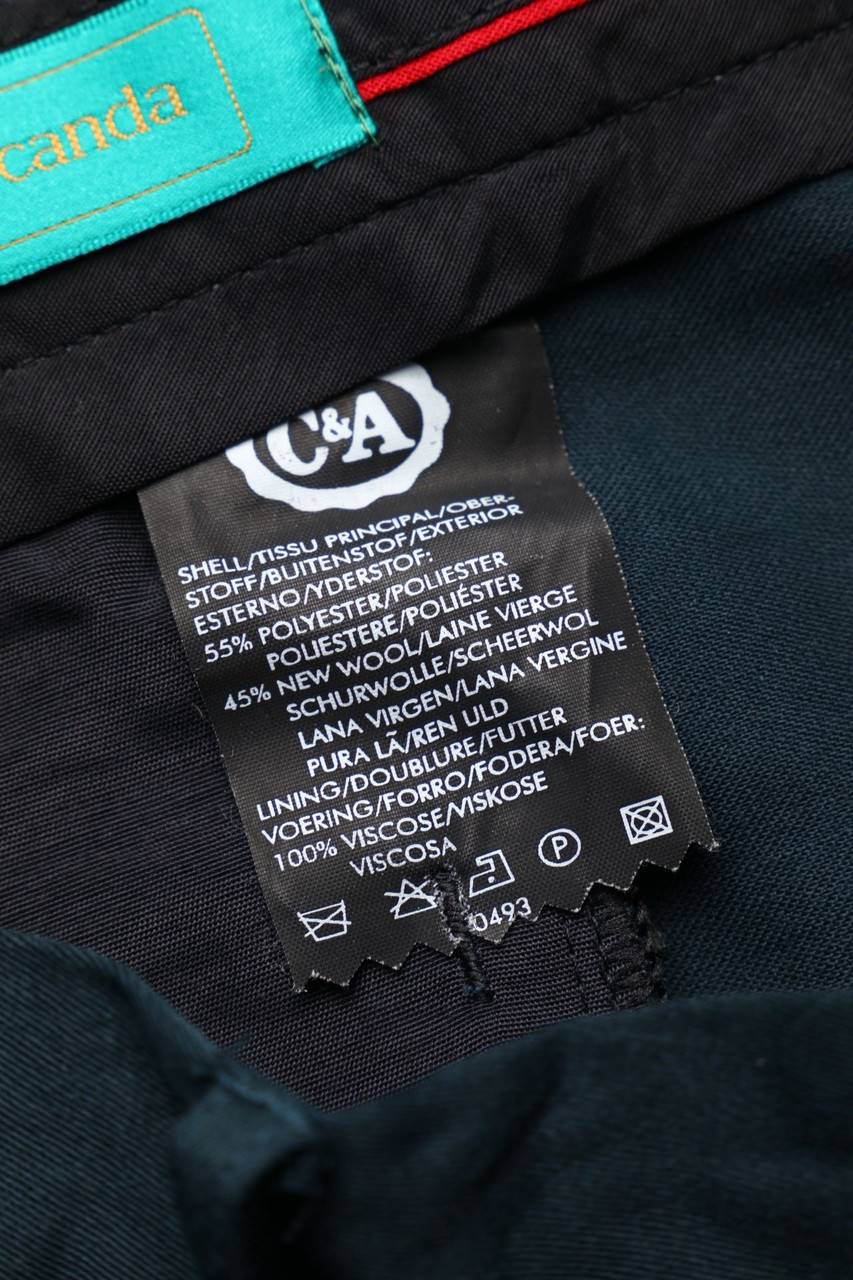 canda
C&A
SHELL/TISSU PRINCIPAL/OBER-
STOFF/BUITENSTOF/EXTERIOR
ESTERNO/YDERSTOF:
55% POLYESTER/POLIESTER
POLIESTERE/POLIÉSTER
45% NEW WOOL/LAINE VIERGE
SCHURWOLLE/SCHEERWOL
LANA VIRGEN/LANA VERGINE
PURA LÃ/REN ULD
LINING/DOUBLURE/FUTTER
VOERING/FORRO/FODERA/FOER:
100% VISCOSE/VISKOSE
VISCOSA
P
0493